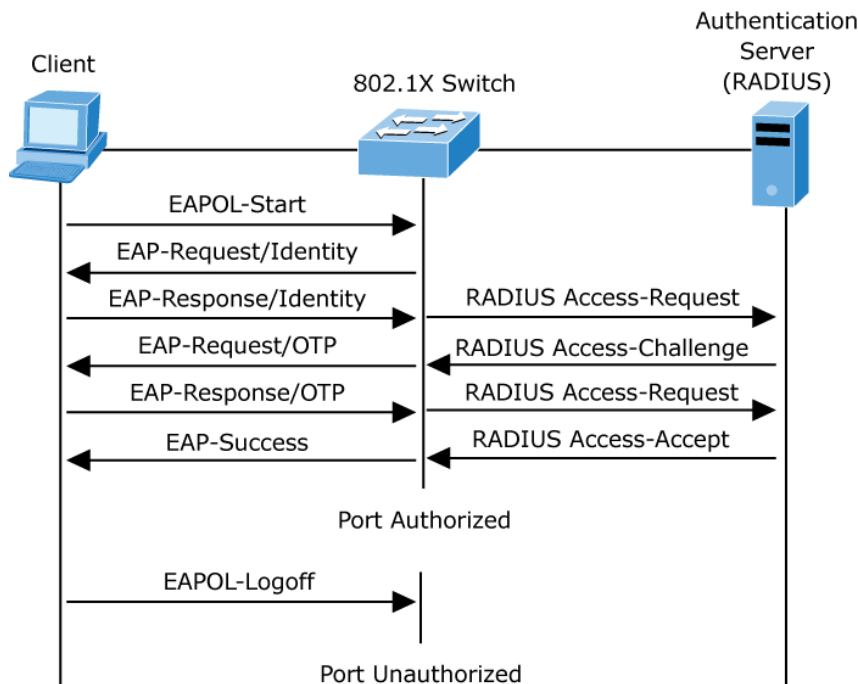 Authentication
Server
(RADIUS)
Client
802.1X Switch
EAPOL-Start
EAP-Request/Identity
EAP-Response/Identity
RADIUS Access-Request
EAP-Request/OTP
RADIUS Access-Challenge
EAP-Response/OTP
RADIUS Access-Request
EAP-Success
RADIUS Access-Accept
Port Authorized
EAPOL-Logoff
Port Unauthorized